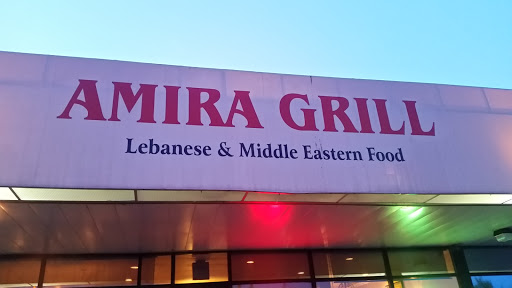 AMIRA GRILL
Lebanese & Middle Eastern Food